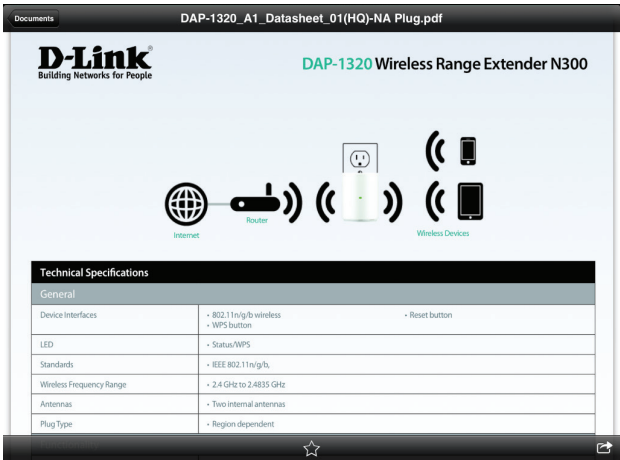 Documents
DAP-1320_A1_Datasheet_01(HQ)-NA Plug.pdf
D-Link®
Building Networks for People
DAP-1320 Wireless Range Extender N300
Internet
Router
Wireless Devices
Technical Specifications
General
Device Interfaces
• 802.11n/g/b wireless
• WPS button
• Reset button
LED
• Status/WPS
Standards
• IEEE 802.11n/g/b,
Wireless Frequency Range
• 2.4 GHz to 2.4835 GHz
Antennas
• Two internal antennas
Plug Type
• Region dependent